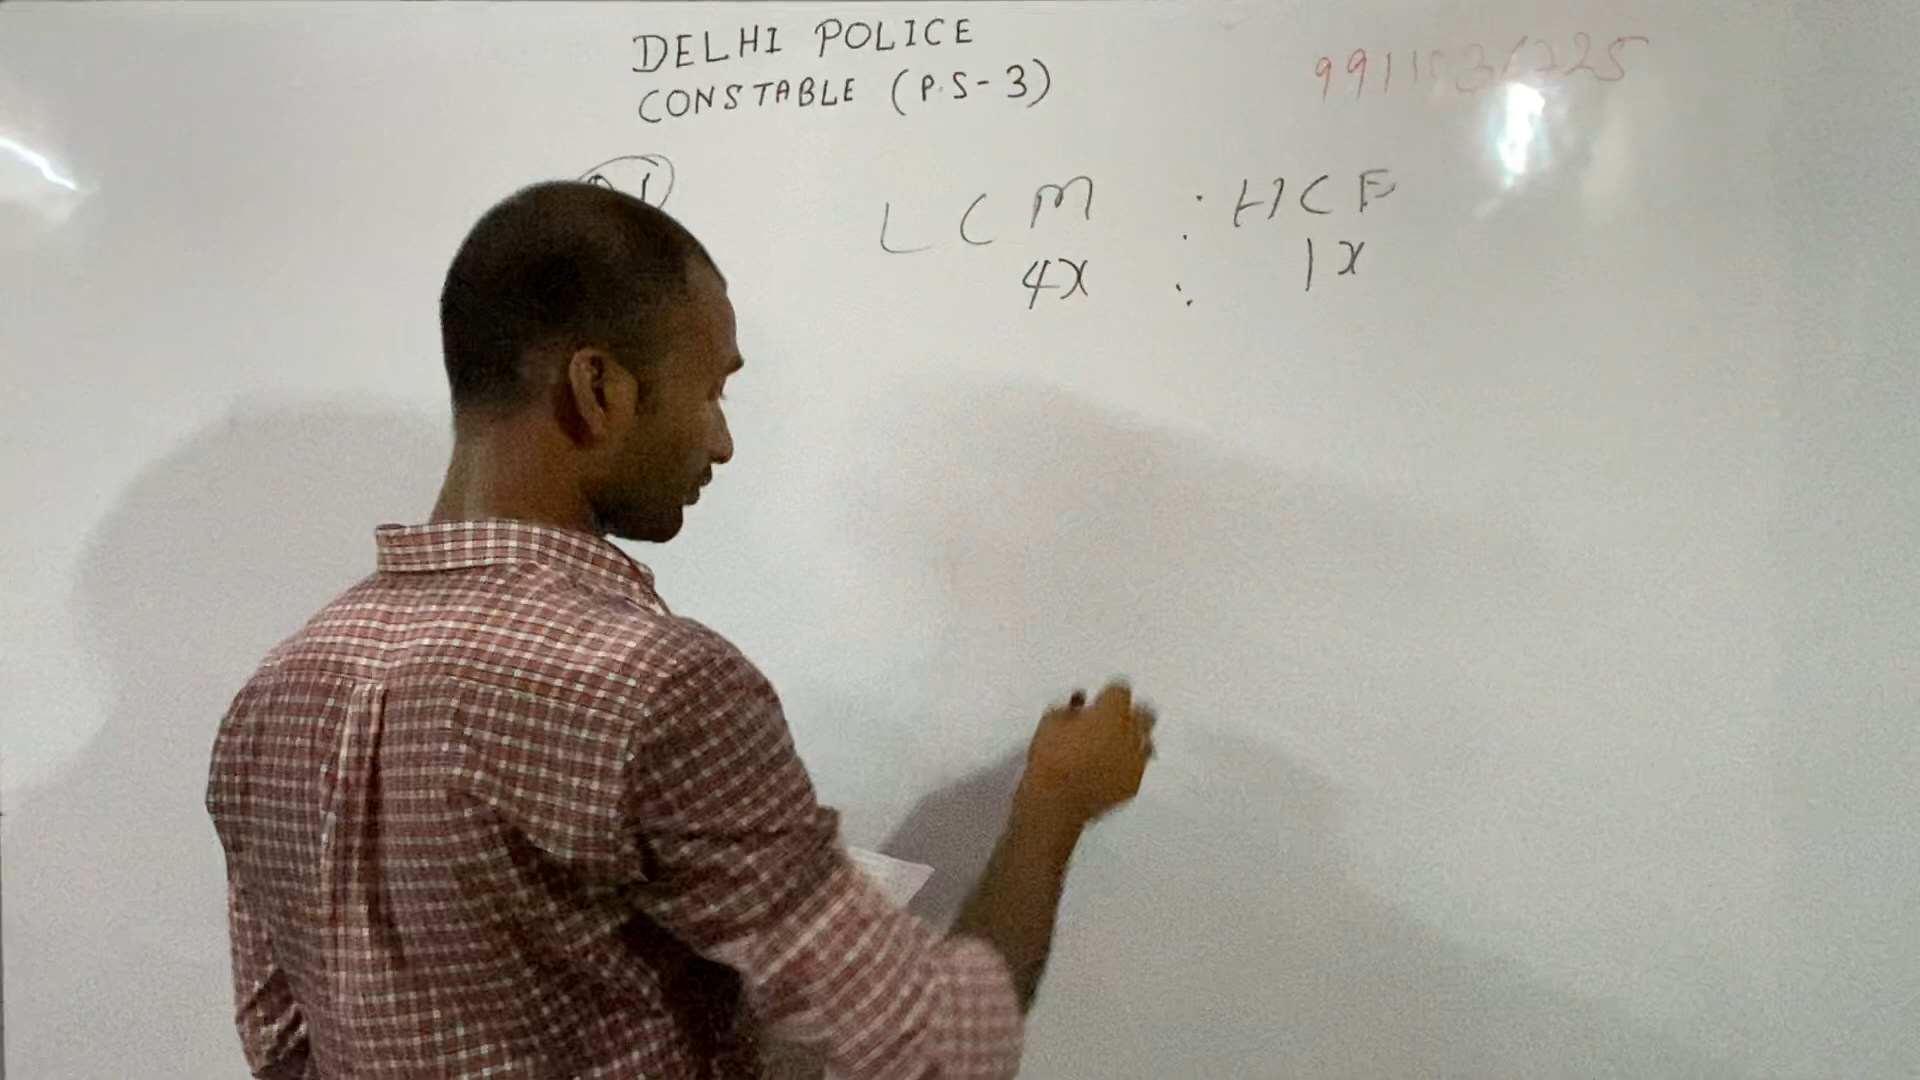 DELHI POLICE
CONSTABLE (P.S-3)
LCM : HCF
4x : 1x